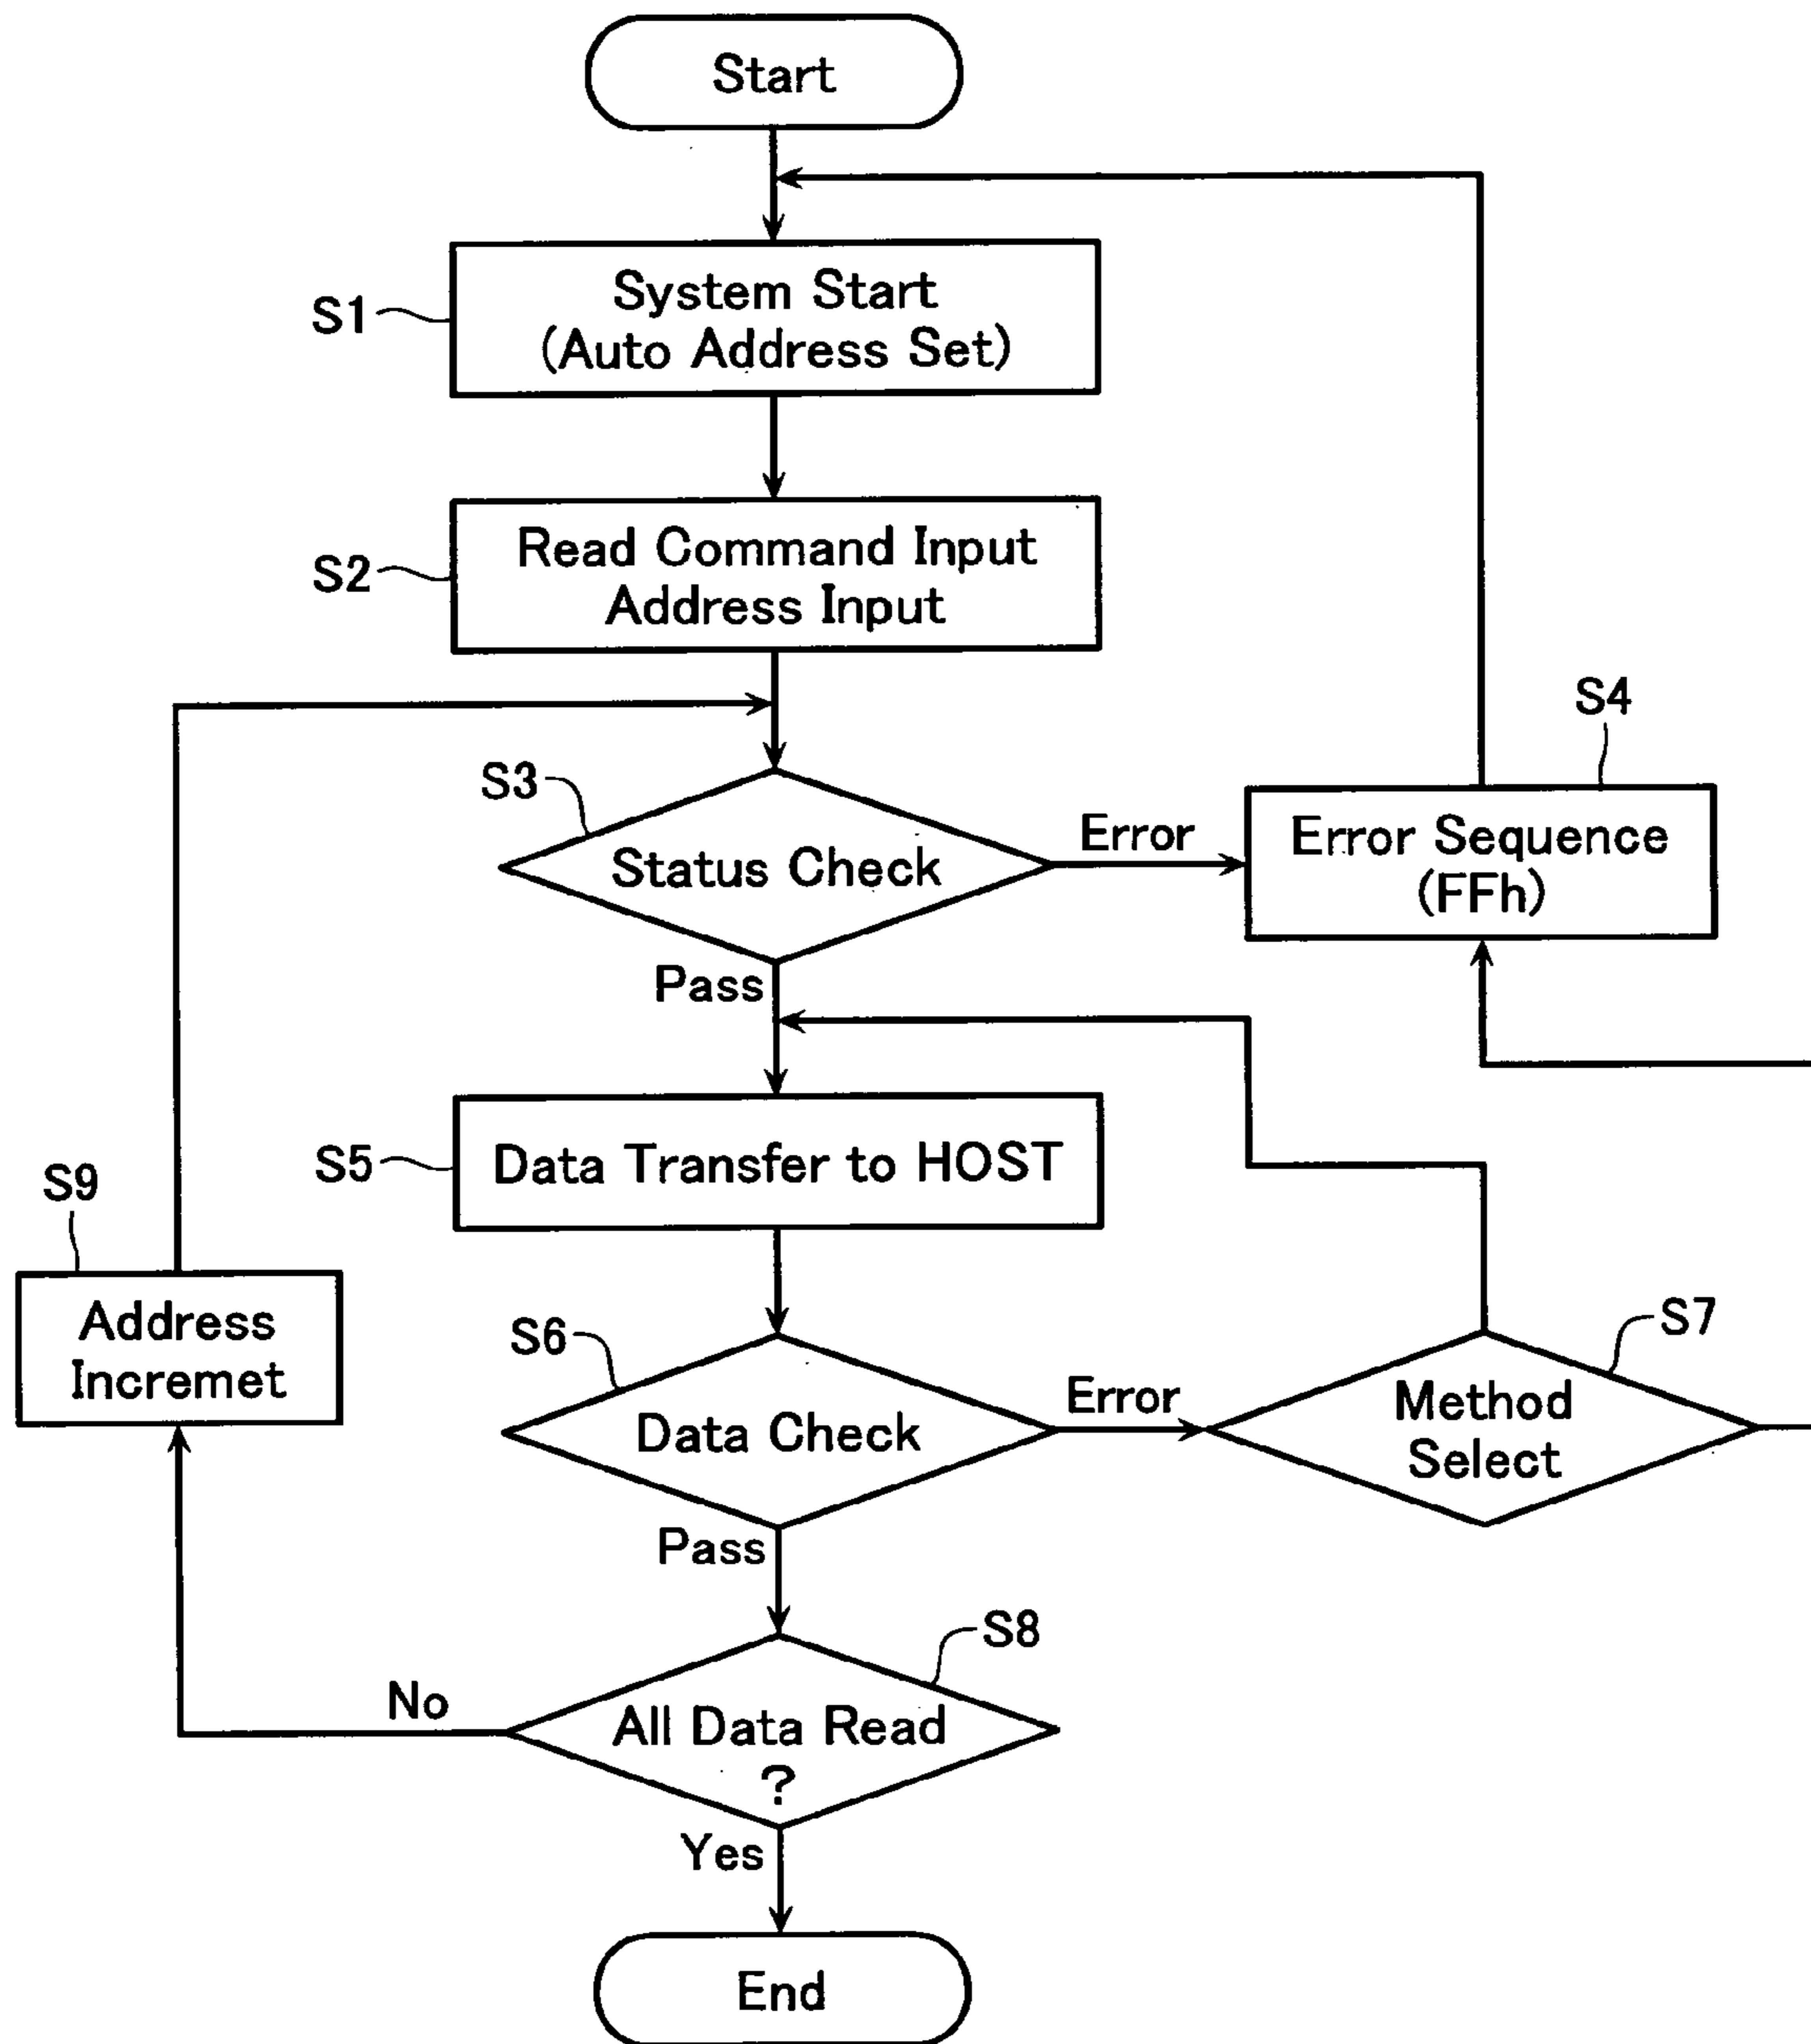 Start
S1
System Start
(Auto Address Set)
S2
Read Command Input
Address Input
S3
Status Check
Error
S4
Error Sequence
(FFh)
Pass
S5
Data Transfer to HOST
S9
Address
Incremet
S6
Data Check
Error
S7
Method
Select
Pass
S8
All Data Read
?
No
Yes
End